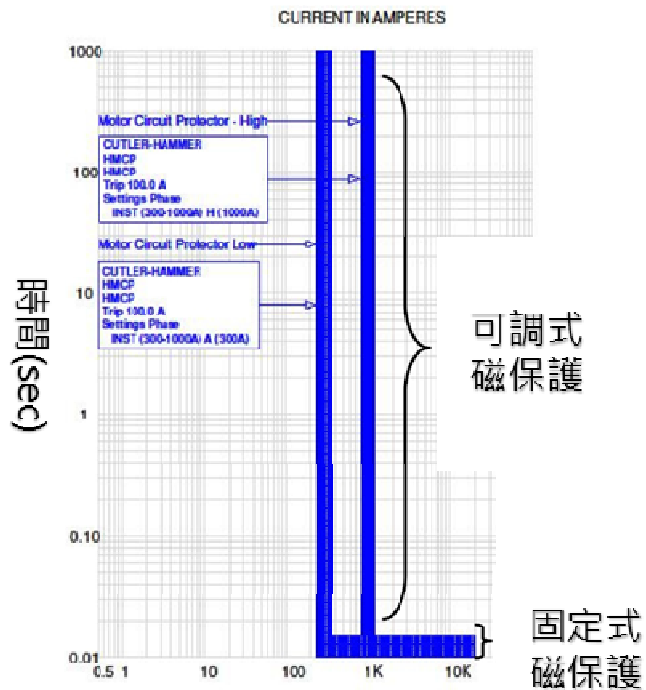 CURRENT IN AMPERES
1000
Motor Circuit Protector - High
CUTLER-HAMMER
HMCP
HMCP
Trip 100.0 A
Settings Phase
INST (300-1000A) H (1000A)
100
Motor Circuit Protector Low
CUTLER-HAMMER
HMCP
HMCP
Trip 100.0 A
Settings Phase
INST (300-1000A) A (300A)
10
時間(sec)
可調式
磁保護
1
0.10
固定式
磁保護
0.01
0.5 1 10 100 1K 10K